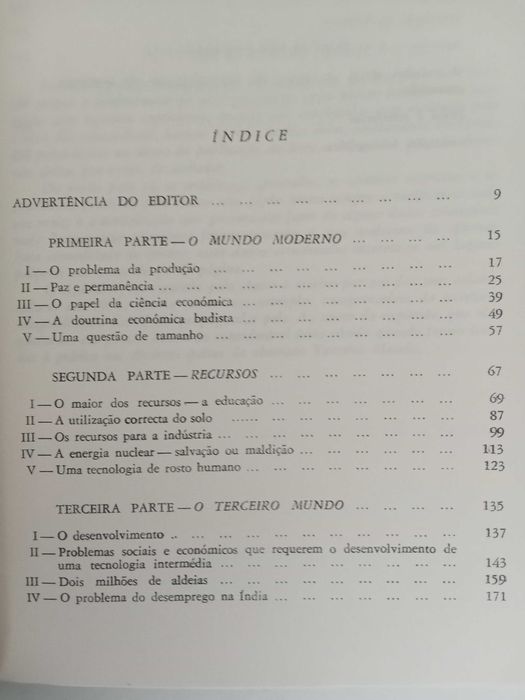 ÍNDICE
ADVERTÊNCIA DO EDITOR ... ... ... ... ... ... ... ... ... 9
PRIMEIRA PARTE — O MUNDO MODERNO ... ... ... ... 15
I — O problema da produção ... ... ... ... ... ... ... ... 17
II — Paz e permanência ... ... ... ... ... ... ... ... ... 25
III — O papel da ciência económica ... ... ... ... ... ... ... 39
IV — A doutrina económica budista ... ... ... ... ... ... ... 49
V — Uma questão de tamanho ... ... ... ... ... ... ... ... 57
SEGUNDA PARTE — RECURSOS ... ... ... ... ... ... 67
I — O maior dos recursos — a educação ... ... ... ... ... ... 69
II — A utilização correcta do solo ...... ... ... ... ... ... ... 87
III — Os recursos para a indústria ... ... ... ... ... ... ... ... 99
IV — A energia nuclear — salvação ou maldição ... ... ... ... ... 113
V — Uma tecnologia de rosto humano ... ... ... ... ... ... ... 123
TERCEIRA PARTE — O TERCEIRO MUNDO ... ... ... ... 135
I — O desenvolvimento .. ... ... ... ... ... ... ... ... ... 137
II — Problemas sociais e económicos que requerem o desenvolvimento de
uma tecnologia intermédia ... ... ... ... ... ... ... ... 143
III — Dois milhões de aldeias ... ... ... ... ... ... ... ... 159
IV — O problema do desemprego na Índia ... ... ... ... ... ... 171